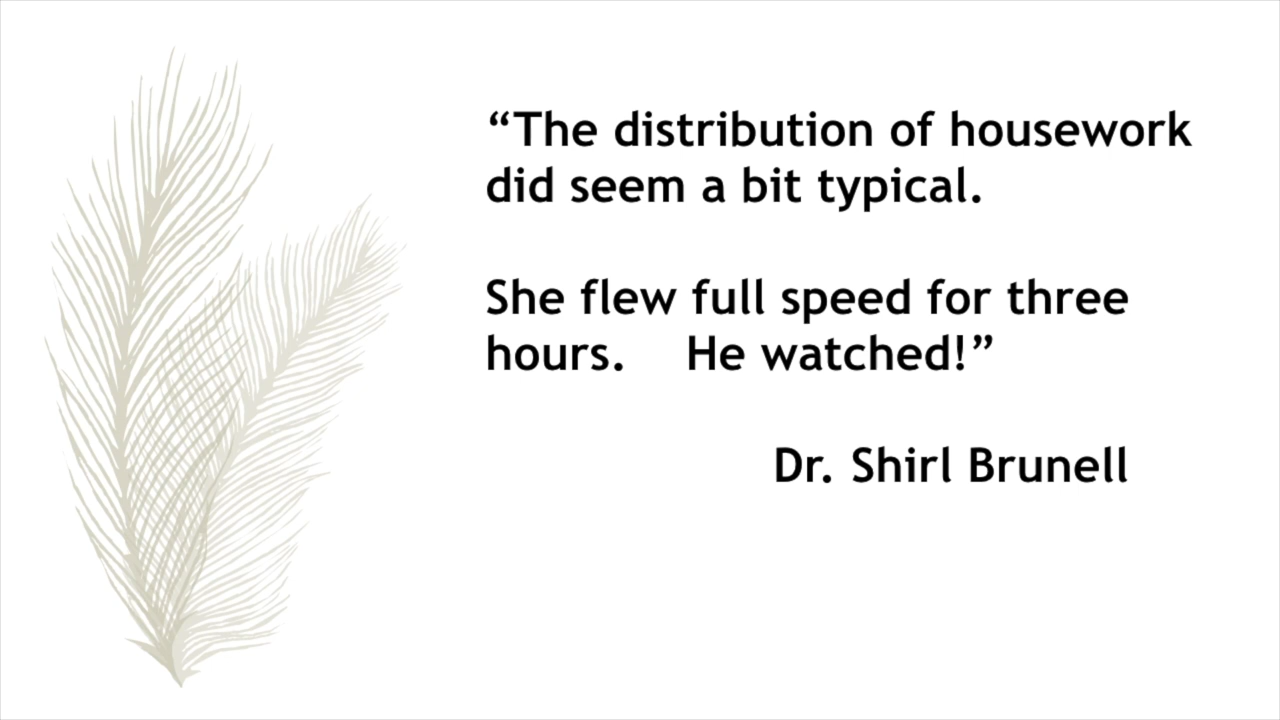 “The distribution of housework
did seem a bit typical.
She flew full speed for three
hours.    He watched!”
Dr. Shirl Brunell